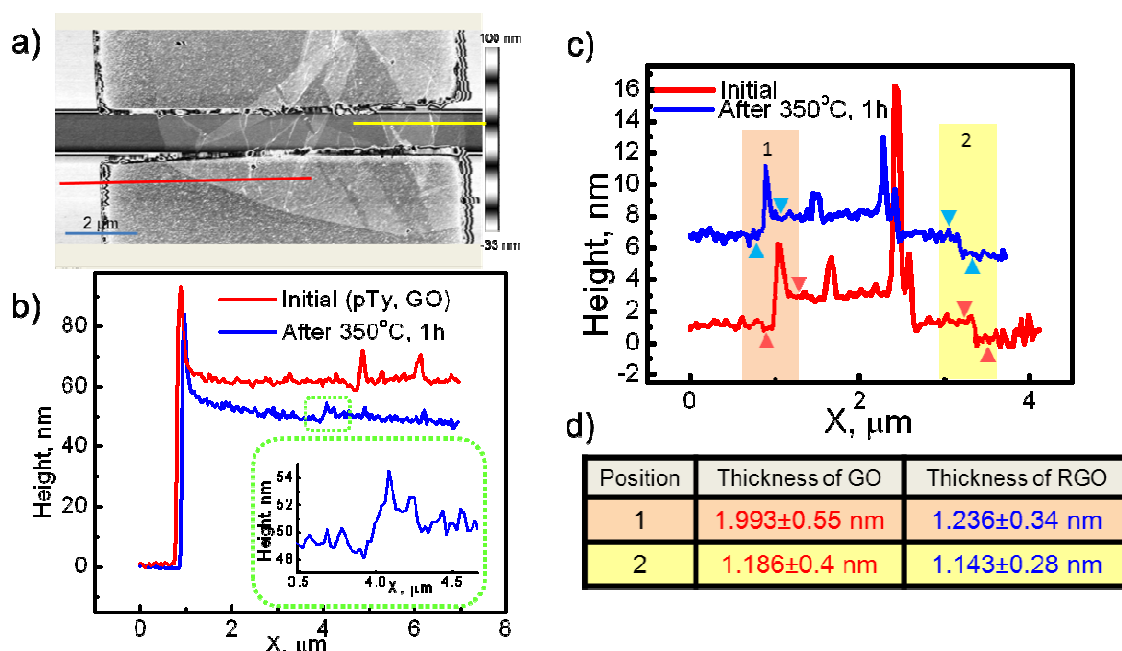 a)
100 nm
-33 nm
2 μm
b)
Height, nm
80
60
40
20
0
Initial (pTy, GO)
After 350°C, 1h
Height, nm
54
52
50
48
3.5
4.0
4.5
X, μm
0
2
4
6
8
X, μm
c)
Height, nm
16
14
12
10
8
6
4
2
0
-2
Initial
After 350°C, 1h
1
2
0
2
4
X, μm
d)
Position Thickness of GO Thickness of RGO
1 1.993±0.55 nm 1.236±0.34 nm
2 1.186±0.4 nm 1.143±0.28 nm